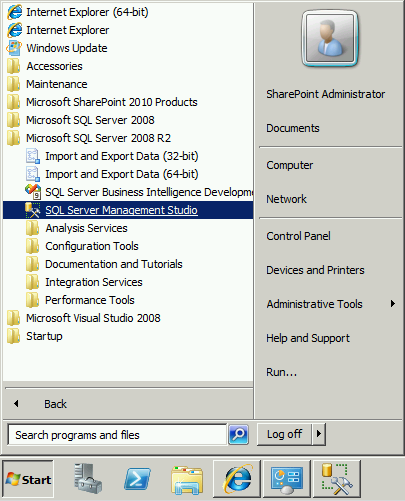 Internet Explorer (64-bit)
Internet Explorer
Windows Update
Accessories
Maintenance
Microsoft SharePoint 2010 Products
Microsoft SQL Server 2008
Microsoft SQL Server 2008 R2
Import and Export Data (32-bit)
Import and Export Data (64-bit)
SQL Server Business Intelligence Developm
SQL Server Management Studio
Analysis Services
Configuration Tools
Documentation and Tutorials
Integration Services
Performance Tools
Microsoft Visual Studio 2008
Startup
Back
Search programs and files
SharePoint Administrator
Documents
Computer
Network
Control Panel
Devices and Printers
Administrative Tools
Help and Support
Run...
Log off
Start